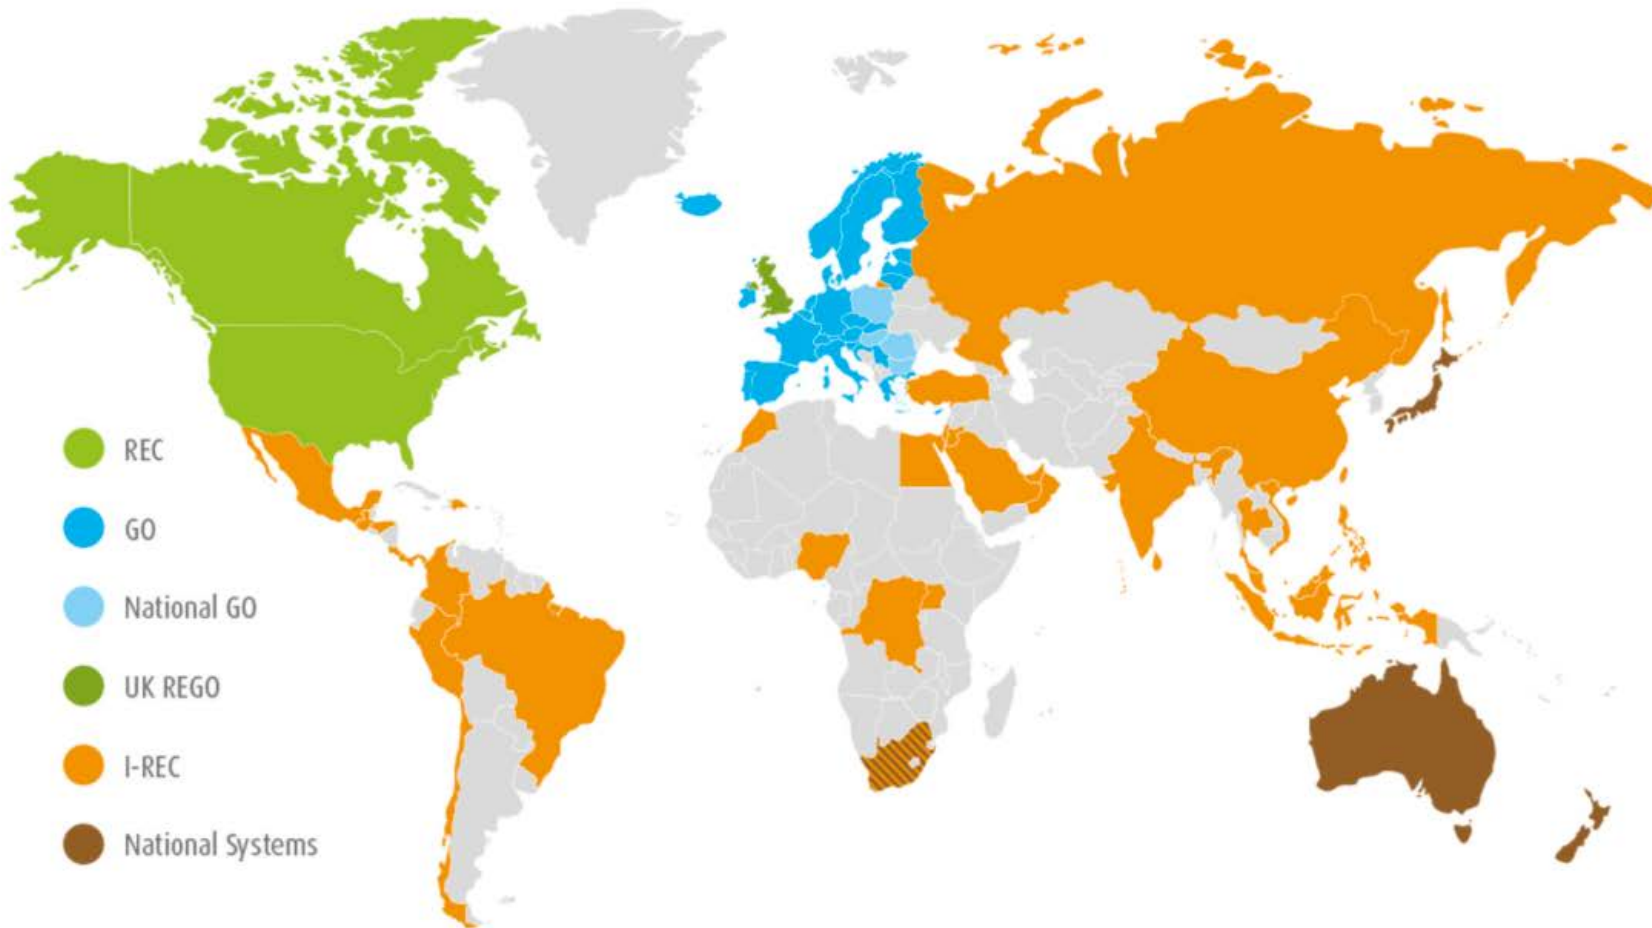 REC
GO
National GO
UK REGO
I-REC
National Systems